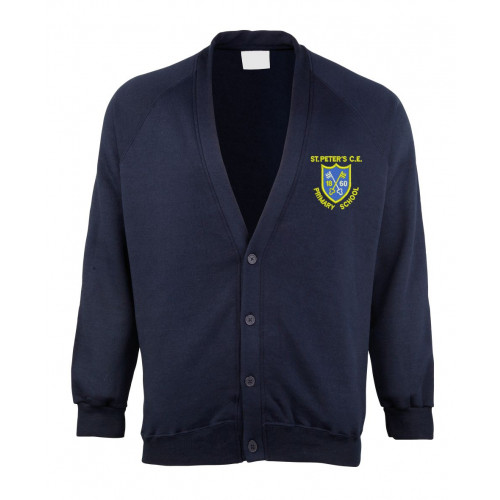 ST. PETER'S C.E.
18 60
PRIMARY SCHOOL